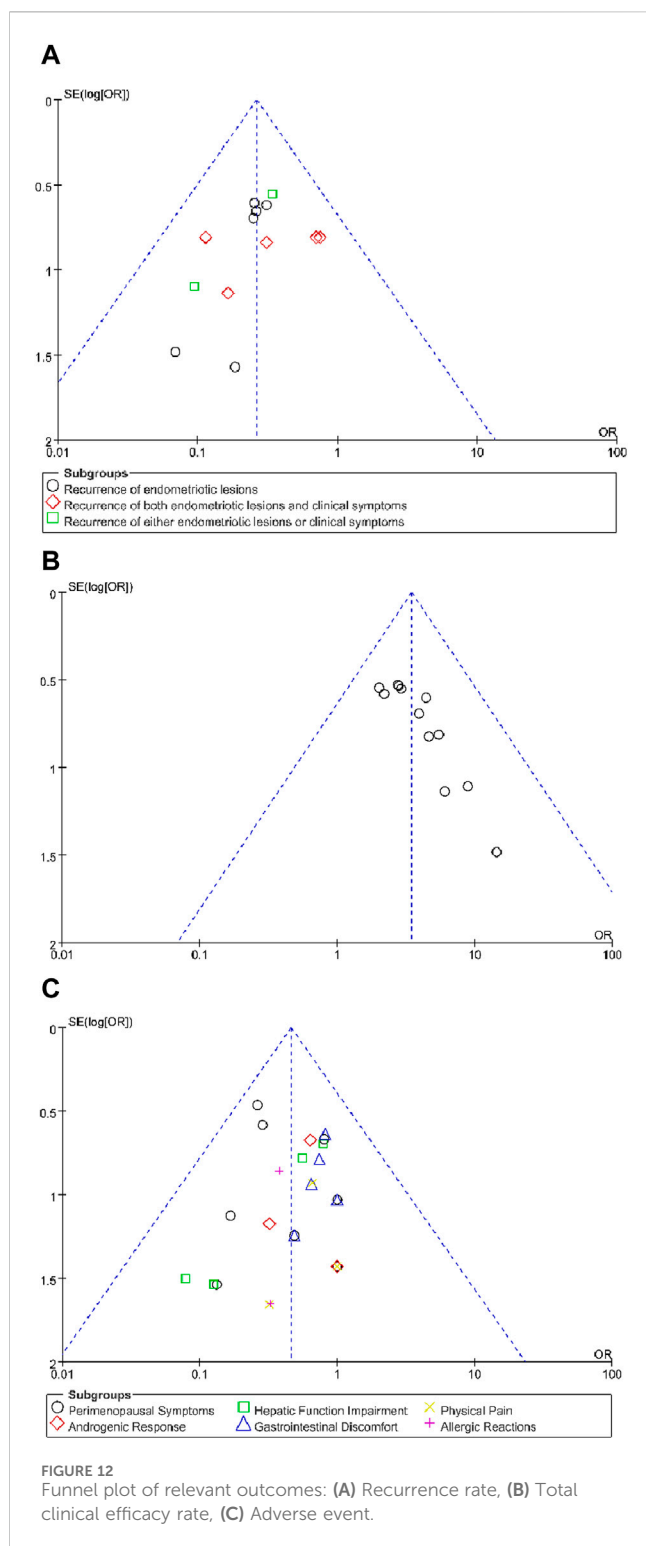 A
SE(log[OR])
0
0.5
1
1.5
2
OR
0.01 0.1 1 10 100
Subgroups
Recurrence of endometriotic lesions
Recurrence of both endometriotic lesions and clinical symptoms
Recurrence of either endometriotic lesions or clinical symptoms
B
SE(log[OR])
0
0.5
1
1.5
2
OR
0.01 0.1 1 10 100
C
SE(log[OR])
0
0.5
1
1.5
2
OR
0.01 0.1 1 10 100
Subgroups
Perimenopausal Symptoms Hepatic Function Impairment Physical Pain
Androgenic Response Gastrointestinal Discomfort Allergic Reactions
FIGURE 12
Funnel plot of relevant outcomes: (A) Recurrence rate, (B) Total
clinical efficacy rate, (C) Adverse event.